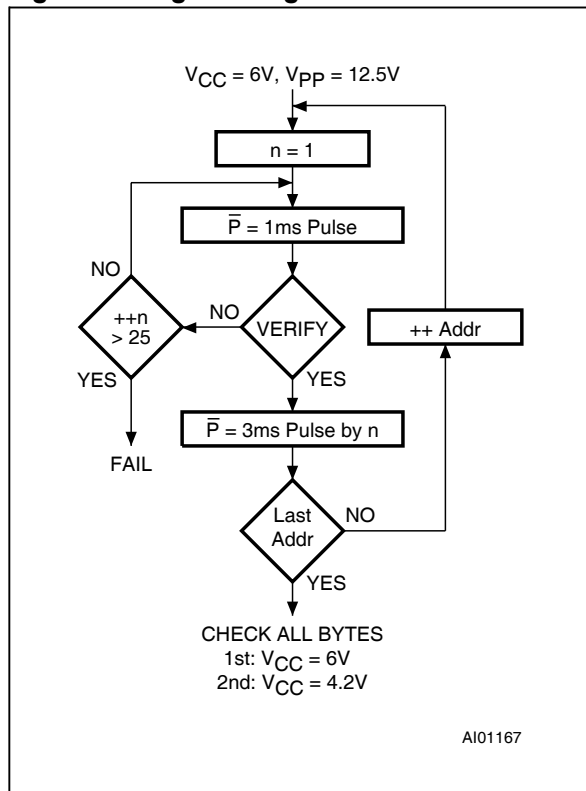 V_CC = 6V, V_PP = 12.5V
n = 1
P̅ = 1ms Pulse
NO
++n
> 25
NO
VERIFY
++ Addr
YES
YES
P̅ = 3ms Pulse by n
FAIL
Last
Addr
NO
YES
CHECK ALL BYTES
1st: V_CC = 6V
2nd: V_CC = 4.2V
AI01167